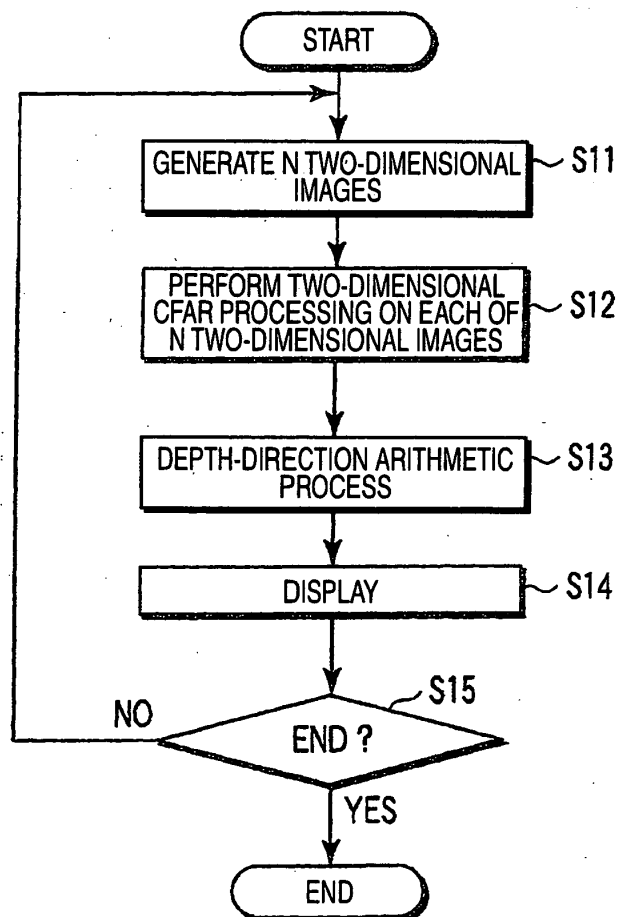 START
GENERATE N TWO-DIMENSIONAL
IMAGES
S11
PERFORM TWO-DIMENSIONAL
CFAR PROCESSING ON EACH OF
N TWO-DIMENSIONAL IMAGES
S12
DEPTH-DIRECTION ARITHMETIC
PROCESS
S13
DISPLAY
S14
S15
NO
END ?
YES
END